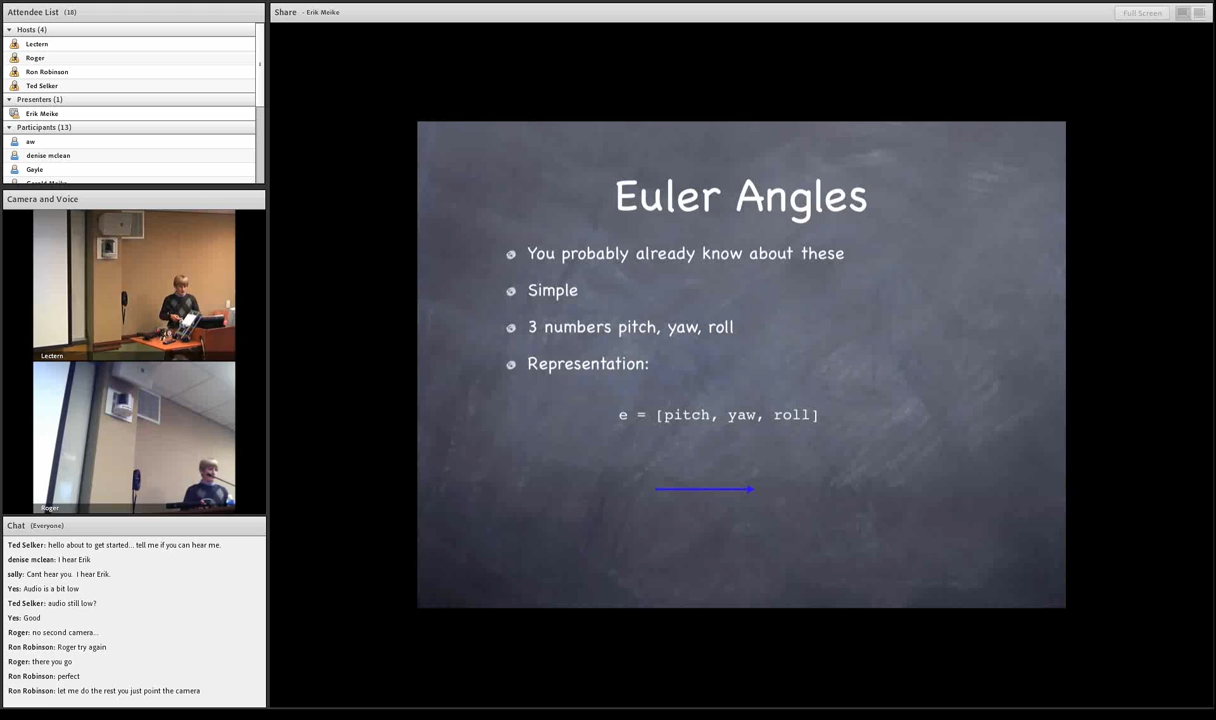 Attendee List (18)
Hosts (4)
Lectern
Roger
Ron Robinson
Ted Selker
Presenters (1)
Erik Meike
Participants (13)
aw
denise mclean
Gayle
Camera and Voice
Lectern
Roger
Chat (Everyone)
Ted Selker: hello about to get started... tell me if you can hear me.
denise mclean: I hear Erik
sally: Cant hear you. I hear Erik.
Yes: Audio is a bit low
Ted Selker: audio still low?
Yes: Good
Roger: no second camera...
Ron Robinson: Roger try again
Roger: there you go
Ron Robinson: perfect
Ron Robinson: let me do the rest you just point the camera
Share - Erik Meike
Full Screen
Euler Angles
You probably already know about these
Simple
3 numbers pitch, yaw, roll
Representation:
e = [pitch, yaw, roll]